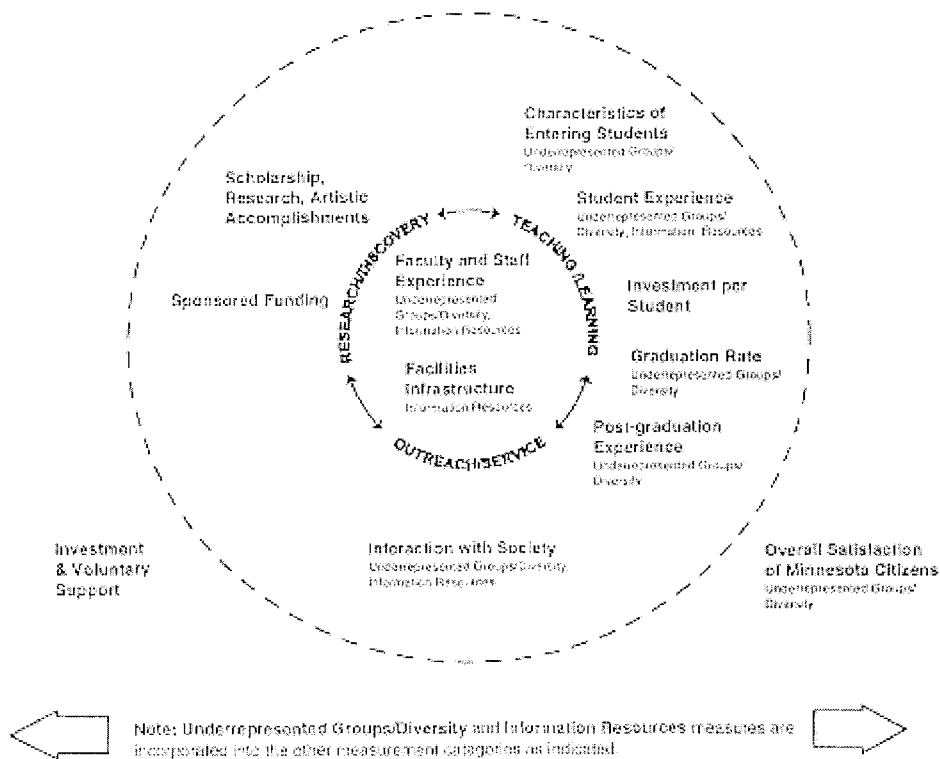 Characteristics of
Entering Students
Underrepresented Groups/
Diversity
Scholarship,
Research, Artistic
Accomplishments
Student Experience
Underrepresented Groups/
Diversity, Information Resources
RESEARCH/DISCOVERY
TEACHING/LEARNING
Faculty and Staff
Experience
Underrepresented
Groups/Diversity,
Information Resources
Sponsored Funding
Investment per
Student
Facilities
Infrastructure
Information Resources
Graduation Rate
Underrepresented Groups/
Diversity
Post-graduation
Experience
Underrepresented Groups/
Diversity
OUTREACH/SERVICE
Investment
& Voluntary
Support
Interaction with Society
Underrepresented Groups/Diversity,
Information Resources
Overall Satisfaction
of Minnesota Citizens
Underrepresented Groups/
Diversity
Note: Underrepresented Groups/Diversity and Information Resources measures are
incorporated into the other measurement categories as indicated.